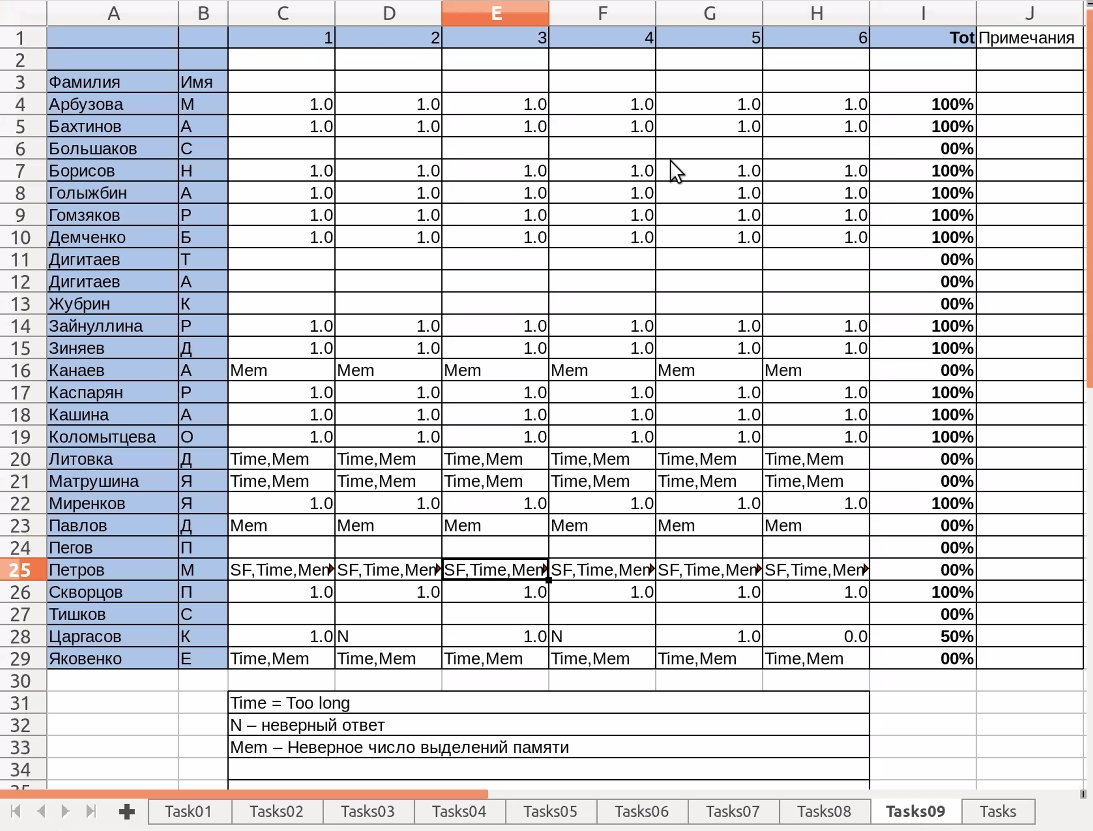 A B C D E F G H I J
1 1 2 3 4 5 6 Tot Примечания
2
3 Фамилия Имя
4 Арбузова М 1.0 1.0 1.0 1.0 1.0 1.0 100%
5 Бахтинов А 1.0 1.0 1.0 1.0 1.0 1.0 100%
6 Большаков С 00%
7 Борисов Н 1.0 1.0 1.0 1.0 1.0 1.0 100%
8 Голыжбин А 1.0 1.0 1.0 1.0 1.0 1.0 100%
9 Гомзяков Р 1.0 1.0 1.0 1.0 1.0 1.0 100%
10 Демченко Б 1.0 1.0 1.0 1.0 1.0 1.0 100%
11 Дигитаев Т 00%
12 Дигитаев А 00%
13 Жубрин К 00%
14 Зайнуллина Р 1.0 1.0 1.0 1.0 1.0 1.0 100%
15 Зиняев Д 1.0 1.0 1.0 1.0 1.0 1.0 100%
16 Канаев А Mem Mem Mem Mem Mem Mem 00%
17 Каспарян Р 1.0 1.0 1.0 1.0 1.0 1.0 100%
18 Кашина А 1.0 1.0 1.0 1.0 1.0 1.0 100%
19 Коломытцева О 1.0 1.0 1.0 1.0 1.0 1.0 100%
20 Литовка Д Time,Mem Time,Mem Time,Mem Time,Mem Time,Mem Time,Mem 00%
21 Матрушина Я Time,Mem Time,Mem Time,Mem Time,Mem Time,Mem Time,Mem 00%
22 Миренков Я 1.0 1.0 1.0 1.0 1.0 1.0 100%
23 Павлов Д Mem Mem Mem Mem Mem Mem 00%
24 Пегов П 00%
25 Петров М SF,Time,Mem SF,Time,Mem SF,Time,Mem SF,Time,Mem SF,Time,Mem SF,Time,Mem 00%
26 Скворцов П 1.0 1.0 1.0 1.0 1.0 1.0 100%
27 Тишков С 00%
28 Царгасов К 1.0 N 1.0 N 1.0 0.0 50%
29 Яковенко Е Time,Mem Time,Mem Time,Mem Time,Mem Time,Mem Time,Mem 00%
30
31 Time = Too long
32 N – неверный ответ
33 Mem – Неверное число выделений памяти
34
35
Task01 Tasks02 Tasks03 Tasks04 Tasks05 Tasks06 Tasks07 Tasks08 Tasks09 Tasks